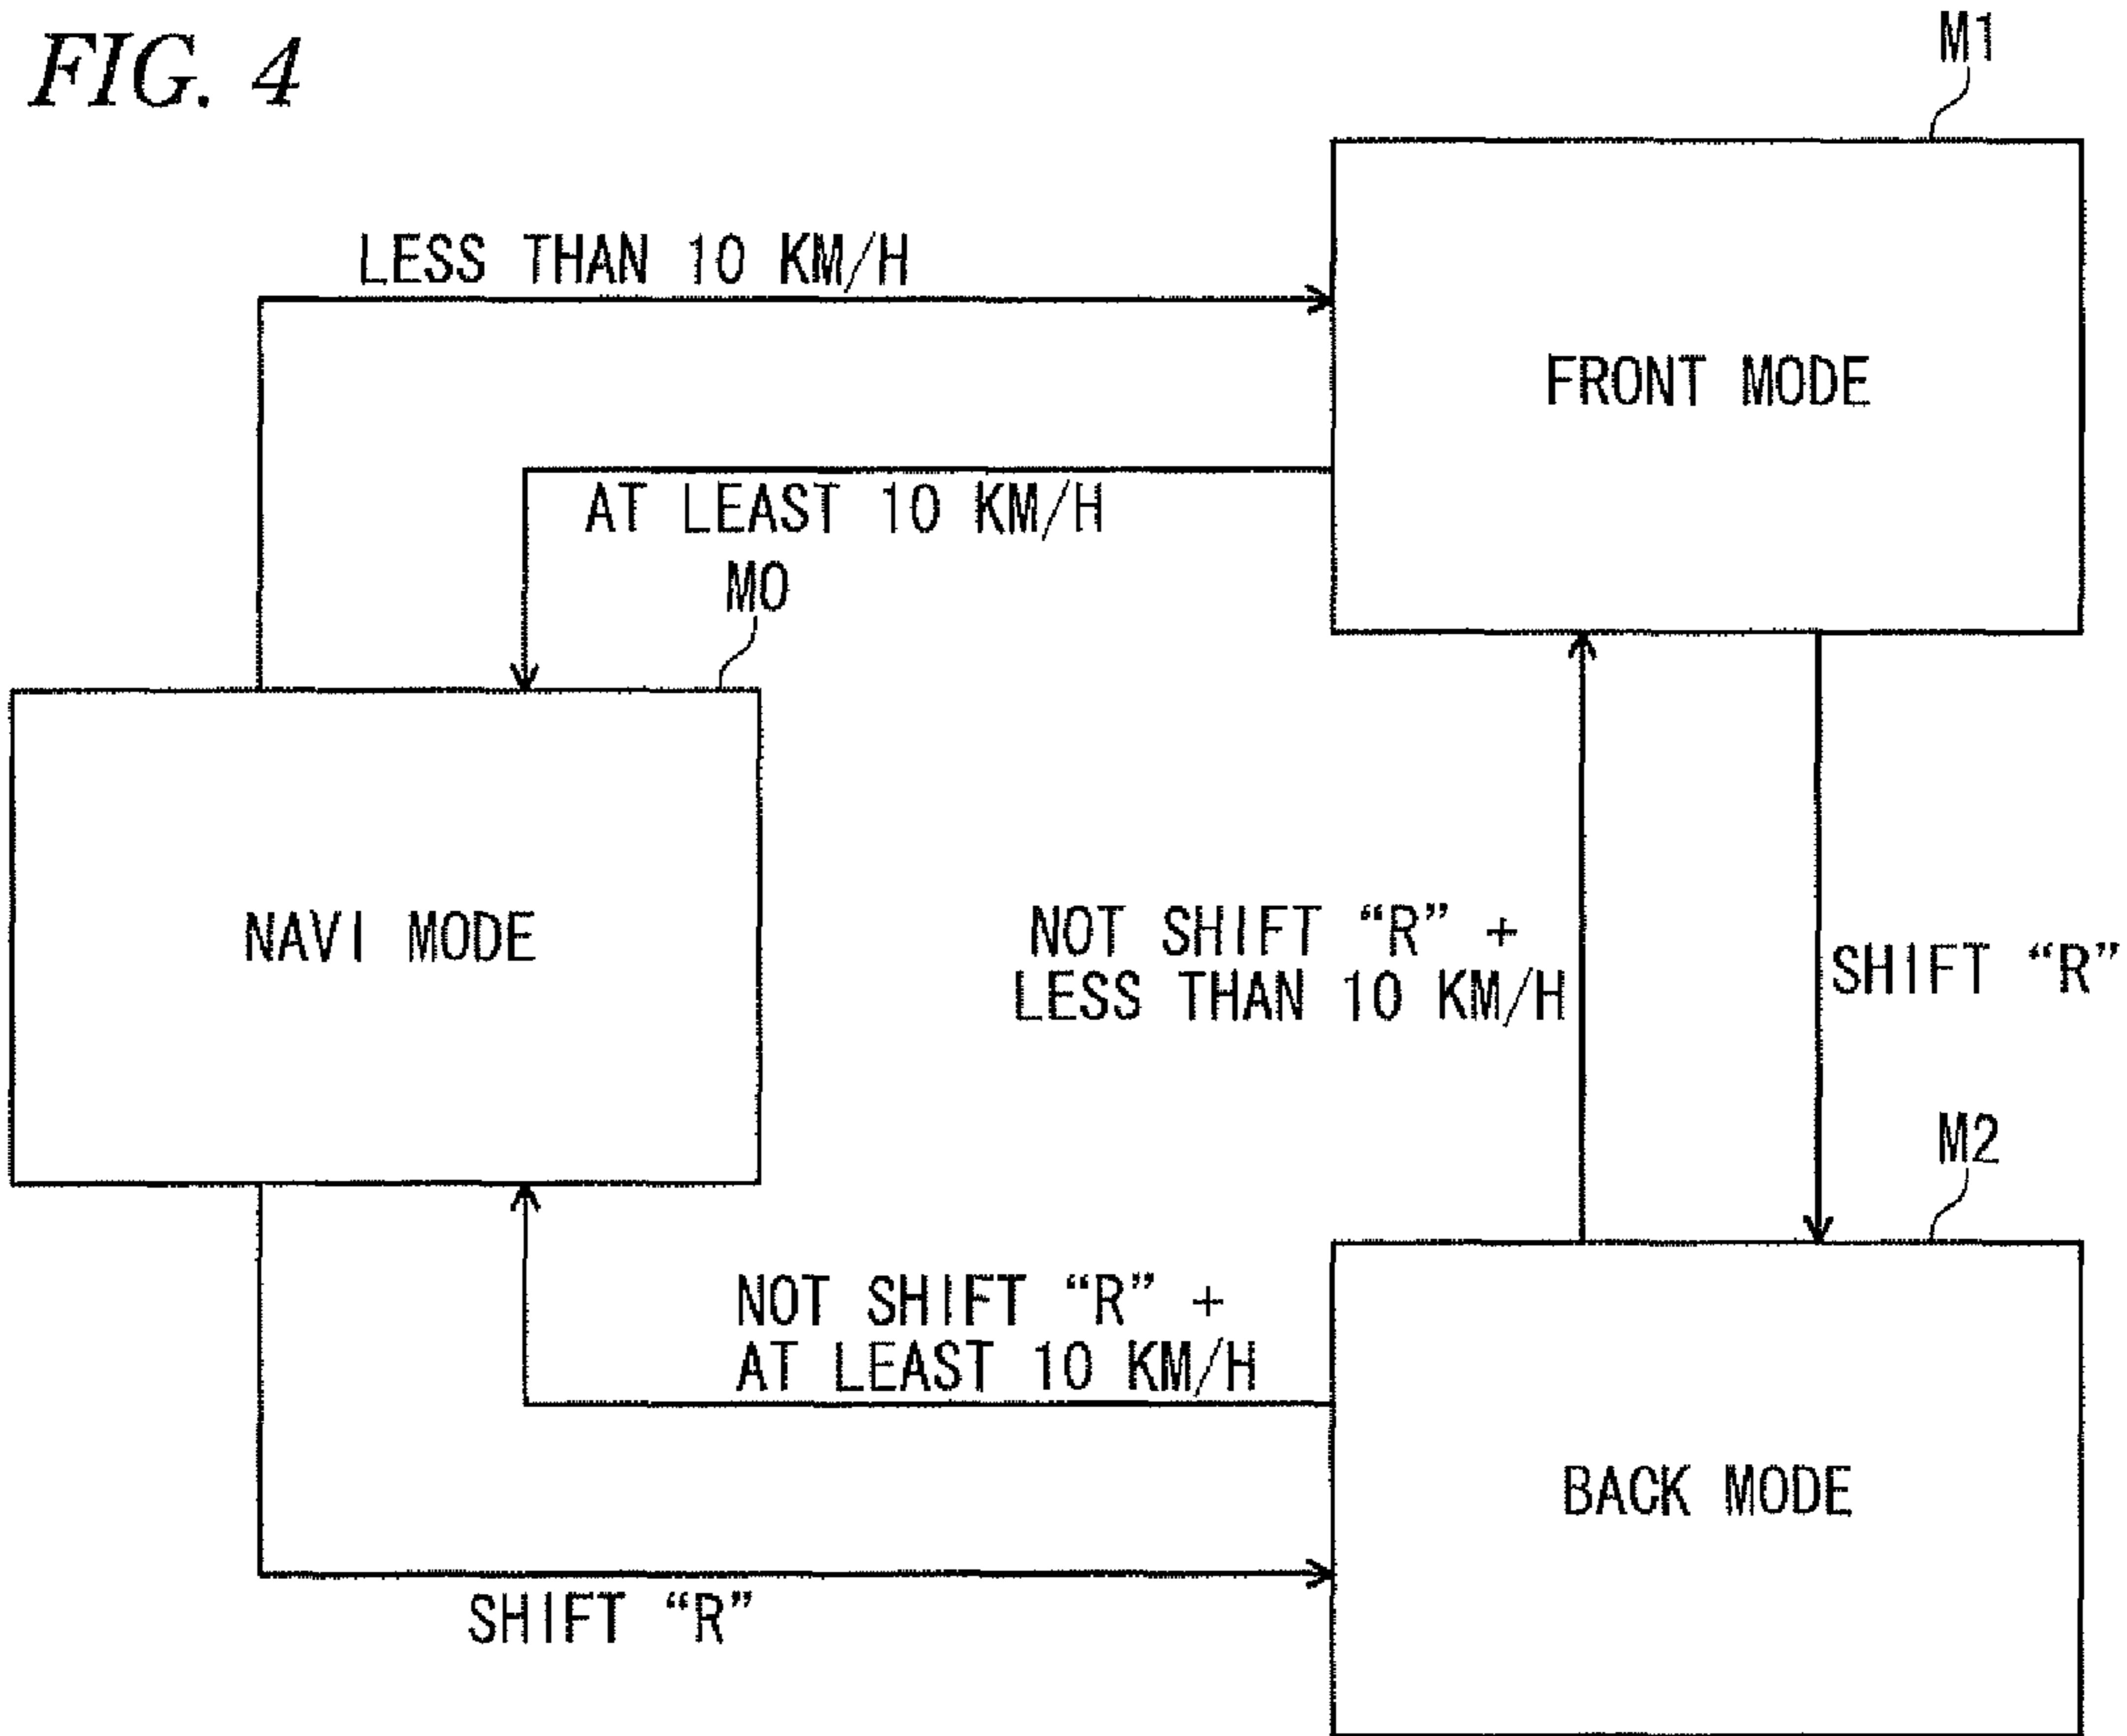 FIG. 4
M1
LESS THAN 10 KM/H
FRONT MODE
AT LEAST 10 KM/H
M0
NAVI MODE
NOT SHIFT “R” +
LESS THAN 10 KM/H
SHIFT “R”
M2
NOT SHIFT “R” +
AT LEAST 10 KM/H
BACK MODE
SHIFT “R”